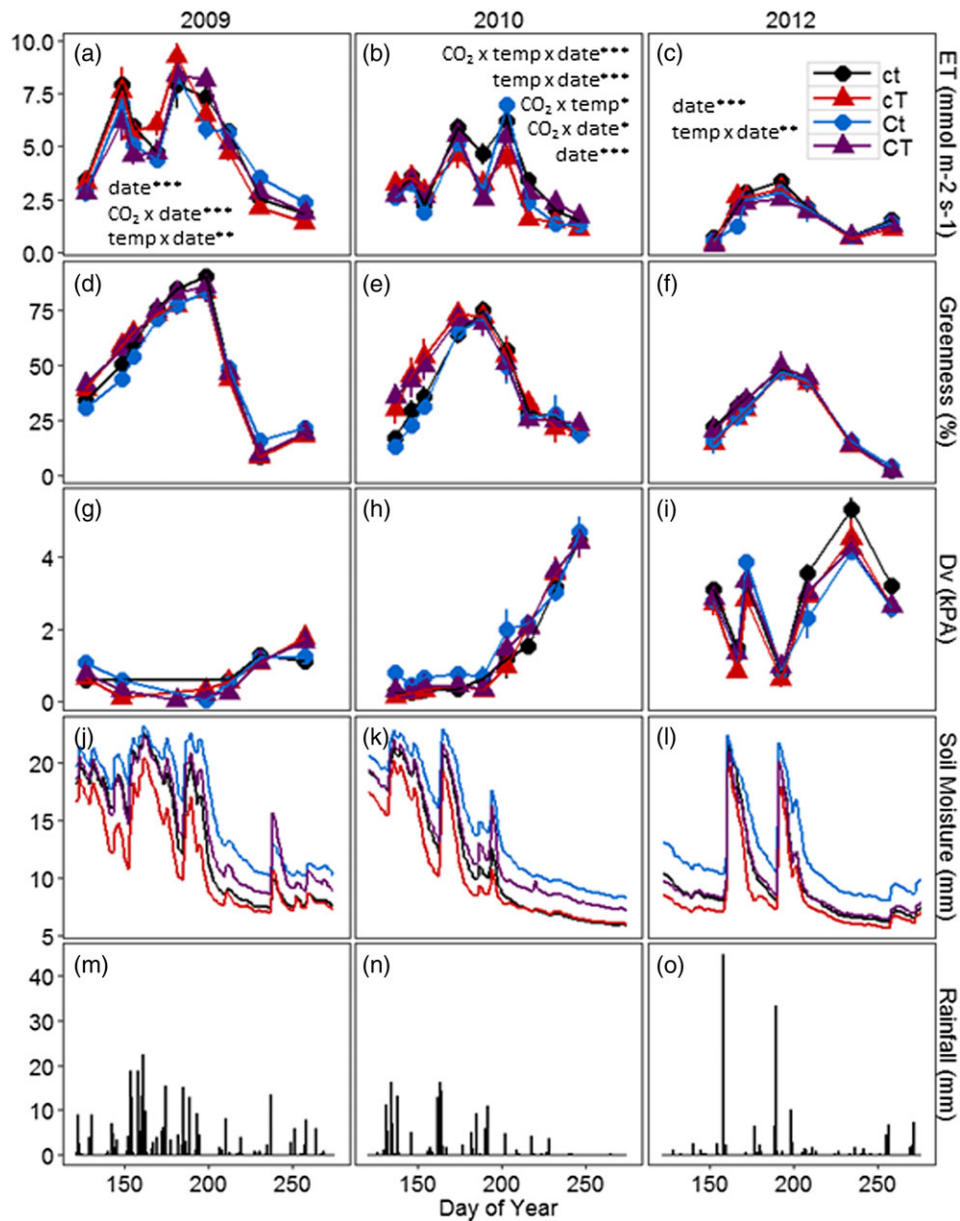 2009 2010 2012
(a) (b) (c)
10.0
7.5
5.0
2.5
0.0
date***
CO₂ x date***
temp x date**
CO₂ x temp x date***
temp x date***
CO₂ x temp*
CO₂ x date*
date***
date***
temp x date**
ct
cT
Ct
CT
ET (mmol m-2 s-1)
(d) (e) (f)
75
50
25
0
Greenness (%)
(g) (h) (i)
4
2
0
Dv (kPA)
(j) (k) (l)
20
15
10
5
Soil Moisture (mm)
(m) (n) (o)
40
30
20
10
0
Rainfall (mm)
150 200 250 150 200 250 150 200 250
Day of Year